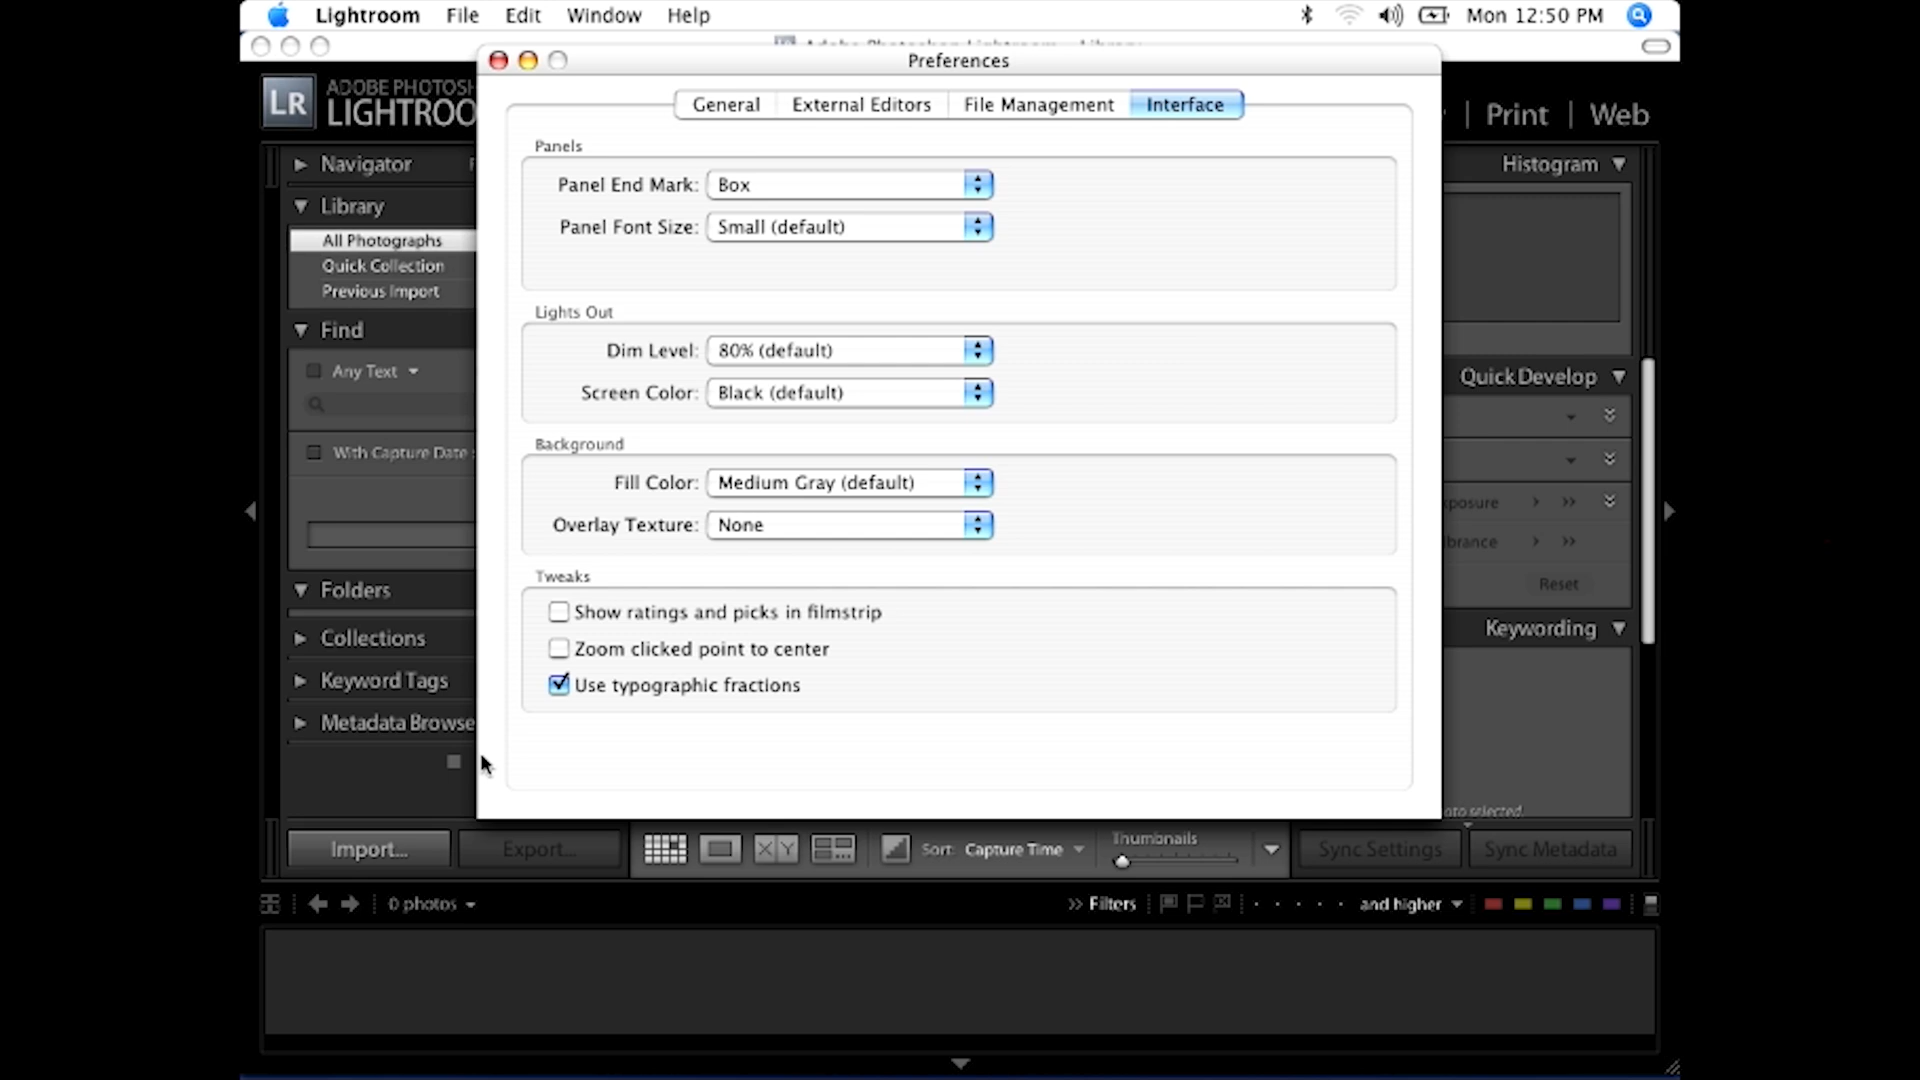 Lightroom File Edit Window Help Mon 12:50 PM
Preferences
General External Editors File Management Interface
LR ADOBE PHOTOSH
LIGHTROO
Print | Web
Panels
Panel End Mark: Box
Panel Font Size: Small (default)
Lights Out
Dim Level: 80% (default)
Screen Color: Black (default)
Background
Fill Color: Medium Gray (default)
Overlay Texture: None
Tweaks
Show ratings and picks in filmstrip
Zoom clicked point to center
Use typographic fractions
Navigator
Library
All Photographs
Quick Collection
Previous Import
Find
Any Text
With Capture Date
Folders
Collections
Keyword Tags
Metadata Browse
Histogram
Quick Develop
xposure
ibrance
Reset
Keywording
oto selected.
Import... Export... XY Sort: Capture Time Thumbnails Sync Settings Sync Metadata
0 photos Filters and higher